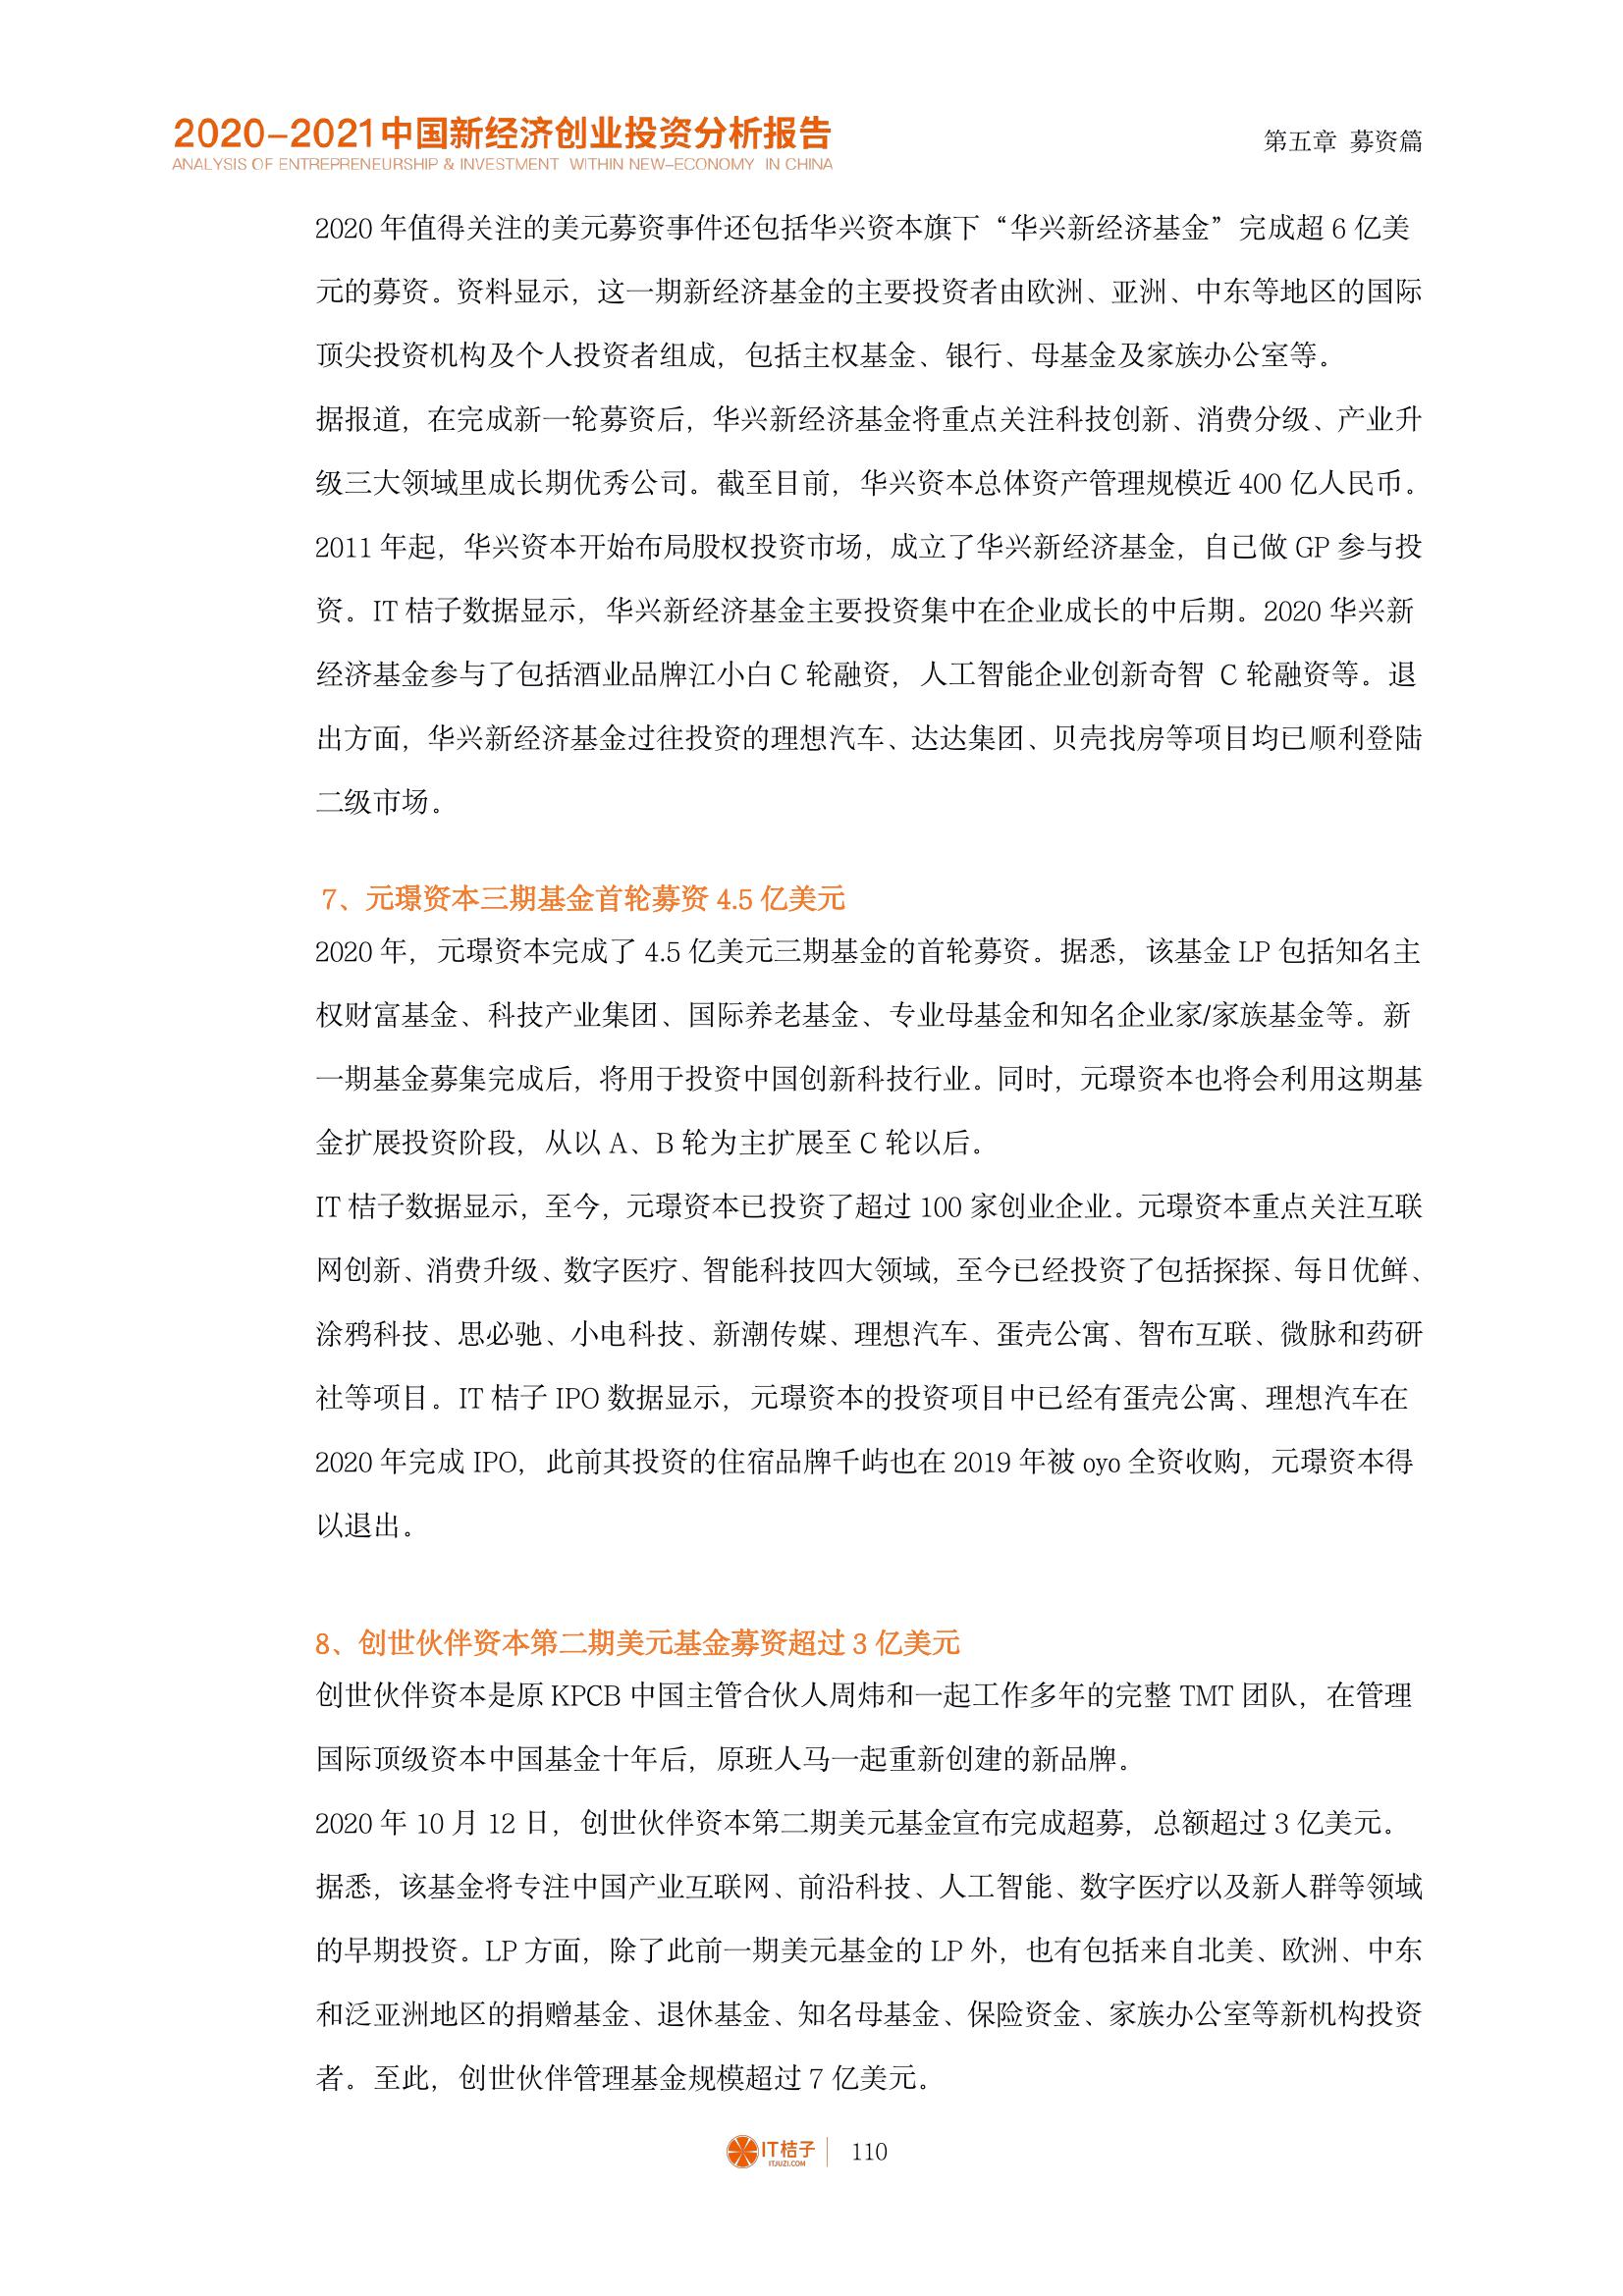 2020-2021中国新经济创业投资分析报告
ANALYSIS OF ENTREPRENEURSHIP & INVESTMENT WITHIN NEW-ECONOMY IN CHINA
第五章 募资篇
2020 年值得关注的美元募资事件还包括华兴资本旗下“华兴新经济基金”完成超 6 亿美
元的募资。资料显示，这一期新经济基金的主要投资者由欧洲、亚洲、中东等地区的国际
顶尖投资机构及个人投资者组成，包括主权基金、银行、母基金及家族办公室等。
据报道，在完成新一轮募资后，华兴新经济基金将重点关注科技创新、消费分级、产业升
级三大领域里成长期优秀公司。截至目前，华兴资本总体资产管理规模近 400 亿人民币。
2011 年起，华兴资本开始布局股权投资市场，成立了华兴新经济基金，自己做 GP 参与投
资。IT 桔子数据显示，华兴新经济基金主要投资集中在企业成长的中后期。2020 华兴新
经济基金参与了包括酒业品牌江小白 C 轮融资，人工智能企业创新奇智 C 轮融资等。退
出方面，华兴新经济基金过往投资的理想汽车、达达集团、贝壳找房等项目均已顺利登陆
二级市场。
7、元璟资本三期基金首轮募资 4.5 亿美元
2020 年，元璟资本完成了 4.5 亿美元三期基金的首轮募资。据悉，该基金 LP 包括知名主
权财富基金、科技产业集团、国际养老基金、专业母基金和知名企业家/家族基金等。新
一期基金募集完成后，将用于投资中国创新科技行业。同时，元璟资本也将会利用这期基
金扩展投资阶段，从以 A、B 轮为主扩展至 C 轮以后。
IT 桔子数据显示，至今，元璟资本已投资了超过 100 家创业企业。元璟资本重点关注互联
网创新、消费升级、数字医疗、智能科技四大领域，至今已经投资了包括探探、每日优鲜、
涂鸦科技、思必驰、小电科技、新潮传媒、理想汽车、蛋壳公寓、智布互联、微脉和药研
社等项目。IT 桔子 IPO 数据显示，元璟资本的投资项目中已经有蛋壳公寓、理想汽车在
2020 年完成 IPO，此前其投资的住宿品牌千屿也在 2019 年被 oyo 全资收购，元璟资本得
以退出。
8、创世伙伴资本第二期美元基金募资超过 3 亿美元
创世伙伴资本是原 KPCB 中国主管合伙人周炜和一起工作多年的完整 TMT 团队，在管理
国际顶级资本中国基金十年后，原班人马一起重新创建的新品牌。
2020 年 10 月 12 日，创世伙伴资本第二期美元基金宣布完成超募，总额超过 3 亿美元。
据悉，该基金将专注中国产业互联网、前沿科技、人工智能、数字医疗以及新人群等领域
的早期投资。LP 方面，除了此前一期美元基金的 LP 外，也有包括来自北美、欧洲、中东
和泛亚洲地区的捐赠基金、退休基金、知名母基金、保险资金、家族办公室等新机构投资
者。至此，创世伙伴管理基金规模超过 7 亿美元。
IT桔子
ITJUZI.COM
110